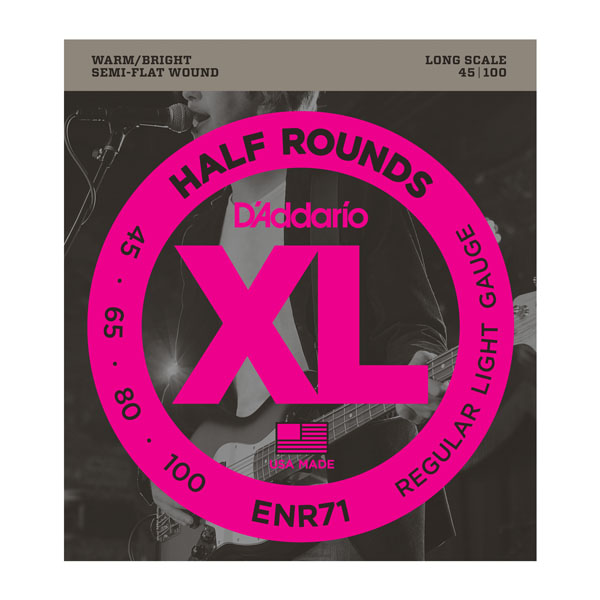 WARM/BRIGHT
SEMI-FLAT WOUND
LONG SCALE
45|100
HALF ROUNDS
D'Addario
XL
45 · 65 · 80 · 100
REGULAR LIGHT GAUGE
USA MADE
ENR71